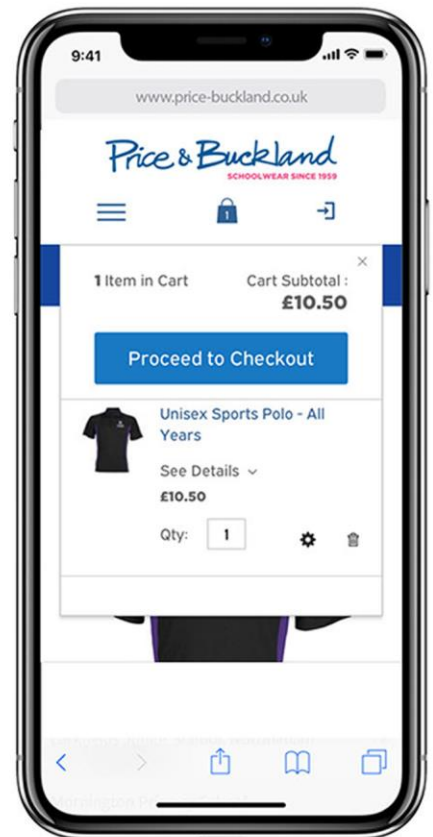 9:41
www.price-buckland.co.uk
Price & Buckland
SCHOOLWEAR SINCE 1959
1
1 Item in Cart
Cart Subtotal :
£10.50
Proceed to Checkout
Unisex Sports Polo - All
Years
See Details
£10.50
Qty: 1